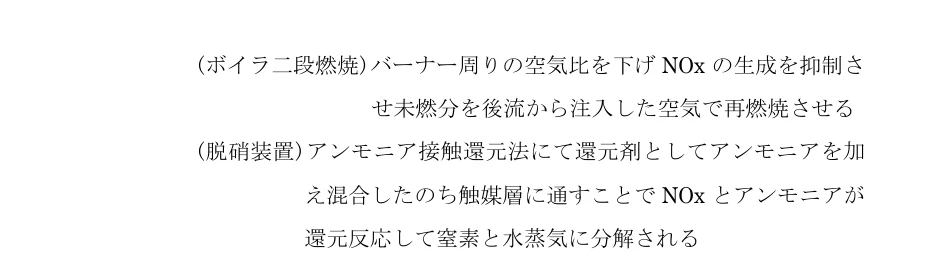 (ボイラ二段燃焼)バーナー周りの空気比を下げ NOx の生成を抑制さ
せ未燃分を後流から注入した空気で再燃焼させる
(脱硝装置)アンモニア接触還元法にて還元剤としてアンモニアを加
え混合したのち触媒層に通すことで NOx とアンモニアが
還元反応して窒素と水蒸気に分解される